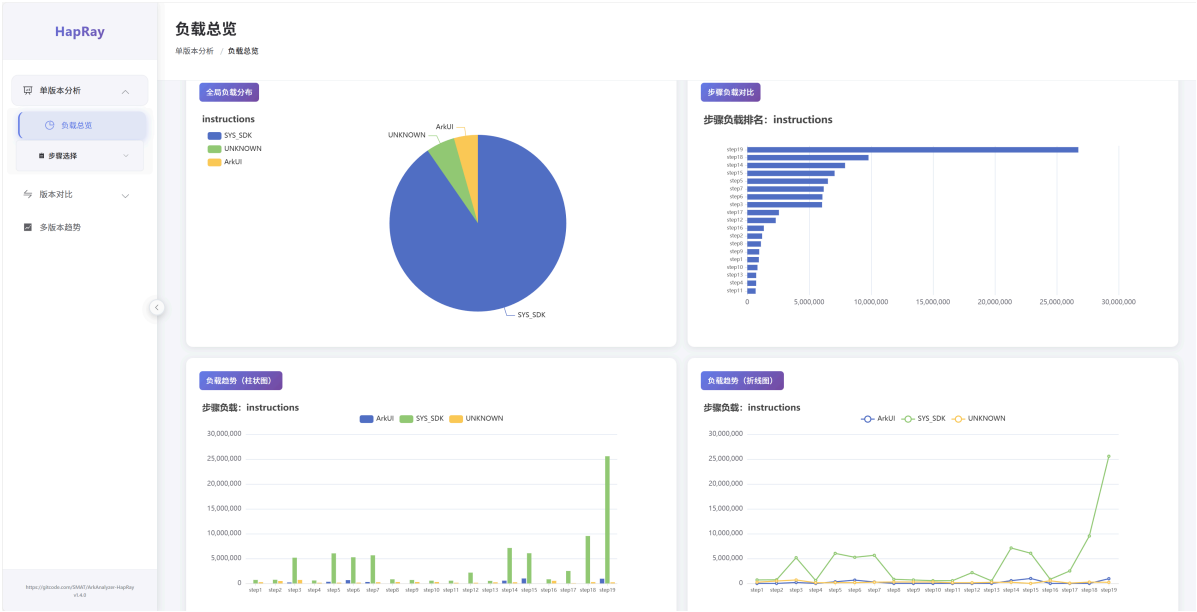 HapRay
单版本分析
负载总览
步骤选择
版本对比
多版本趋势
https://gitcode.com/SMAT/ArkAnalyzer-HapRay
v1.4.0
负载总览
单版本分析 / 负载总览
全局负载分布
instructions
SYS_SDK
UNKNOWN
ArkUI
ArkUI
UNKNOWN
SYS_SDK
步骤负载对比
步骤负载排名：instructions
step19
step18
step14
step15
step5
step7
step6
step3
step17
step12
step16
step2
step8
step9
step1
step10
step13
step4
step11
0 5,000,000 10,000,000 15,000,000 20,000,000 25,000,000 30,000,000
负载趋势（柱状图）
步骤负载：instructions
ArkUI SYS_SDK UNKNOWN
30,000,000
25,000,000
20,000,000
15,000,000
10,000,000
5,000,000
0
step1 step2 step3 step4 step5 step6 step7 step8 step9 step10 step11 step12 step13 step14 step15 step16 step17 step18 step19
负载趋势（折线图）
步骤负载：instructions
ArkUI SYS_SDK UNKNOWN
30,000,000
25,000,000
20,000,000
15,000,000
10,000,000
5,000,000
0
step1 step2 step3 step4 step5 step6 step7 step8 step9 step10 step11 step12 step13 step14 step15 step16 step17 step18 step19